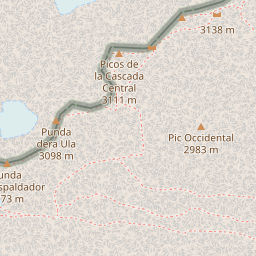 3138 m
Picos de
la Cascada
Central
3111 m
Punda
dera Ula
3098 m
Pic Occidental
2983 m
unda
spaldador
73 m